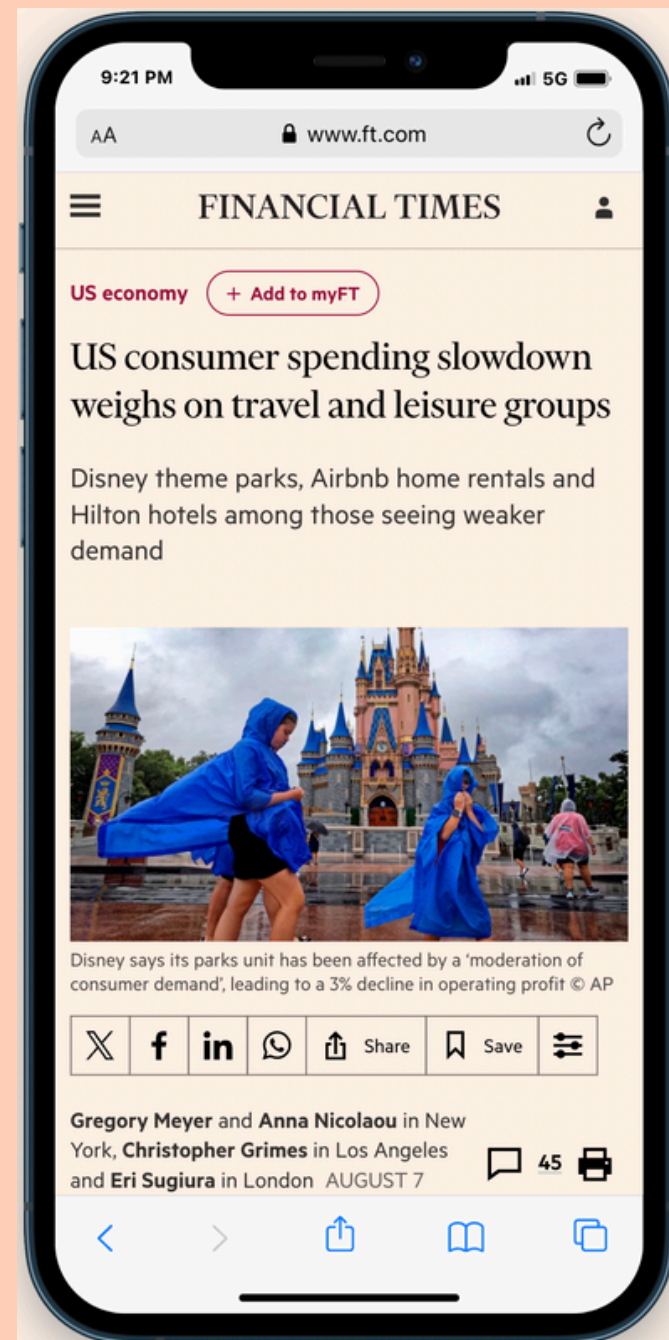 9:21 PM 5G
AA www.ft.com
FINANCIAL TIMES
US economy + Add to myFT
US consumer spending slowdown
weighs on travel and leisure groups
Disney theme parks, Airbnb home rentals and
Hilton hotels among those seeing weaker
demand
Disney says its parks unit has been affected by a ‘moderation of
consumer demand’, leading to a 3% decline in operating profit © AP
X f in Share Save
Gregory Meyer and Anna Nicolaou in New
York, Christopher Grimes in Los Angeles
and Eri Sugiura in London AUGUST 7
45